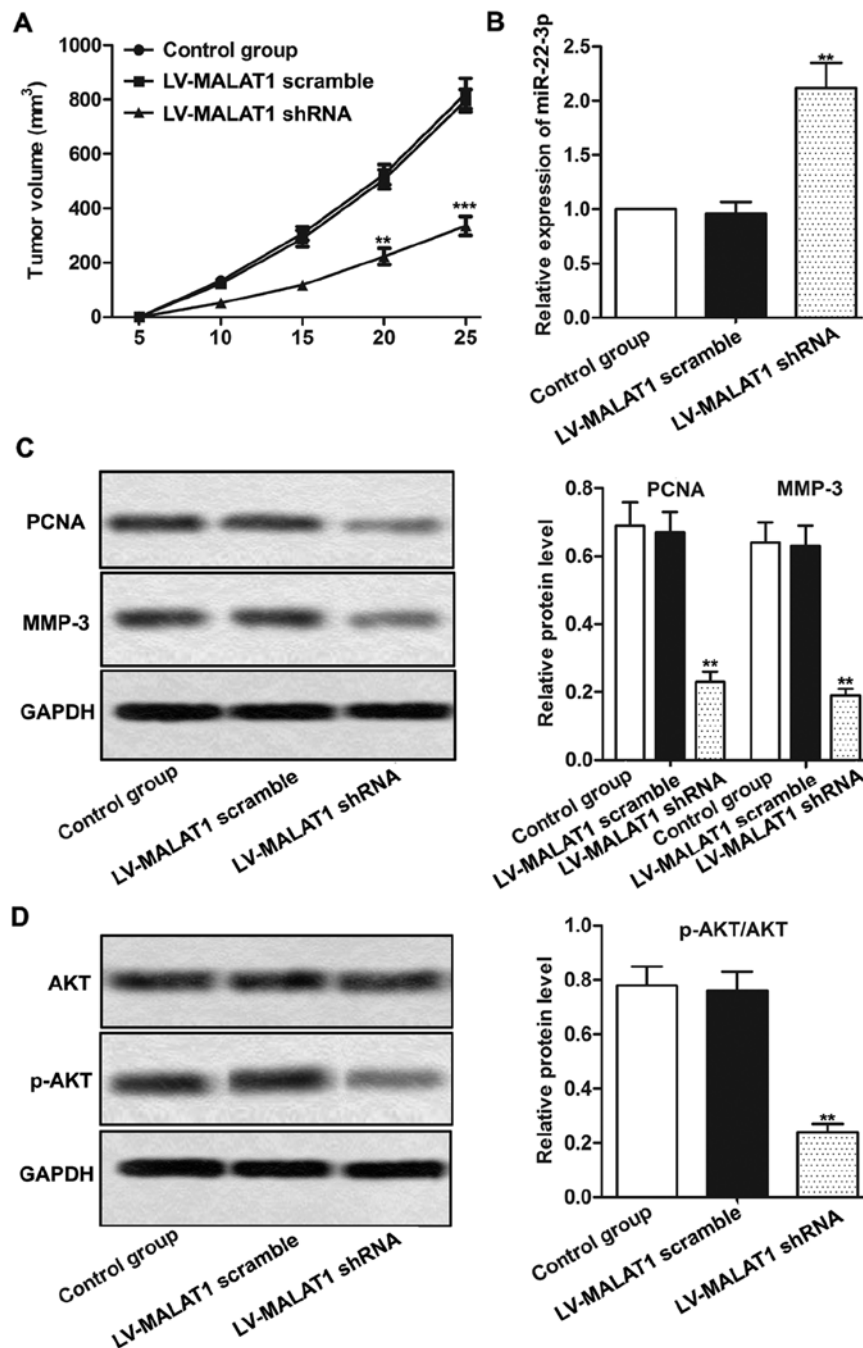 A
Control group
LV-MALAT1 scramble
LV-MALAT1 shRNA
Tumor volume (mm³)
1000
800
600
400
200
0
5 10 15 20 25
**
***
B
Relative expression of miR-22-3p
2.5
2.0
1.5
1.0
0.5
0.0
**
Control group
LV-MALAT1 scramble
LV-MALAT1 shRNA
C
PCNA
MMP-3
GAPDH
Control group
LV-MALAT1 scramble
LV-MALAT1 shRNA
Relative protein level
0.8
0.6
0.4
0.2
0.0
PCNA MMP-3
**
**
Control group
LV-MALAT1 scramble
LV-MALAT1 shRNA
Control group
LV-MALAT1 scramble
LV-MALAT1 shRNA
D
AKT
p-AKT
GAPDH
Control group
LV-MALAT1 scramble
LV-MALAT1 shRNA
Relative protein level
1.0
0.8
0.6
0.4
0.2
0.0
p-AKT/AKT
**
Control group
LV-MALAT1 scramble
LV-MALAT1 shRNA